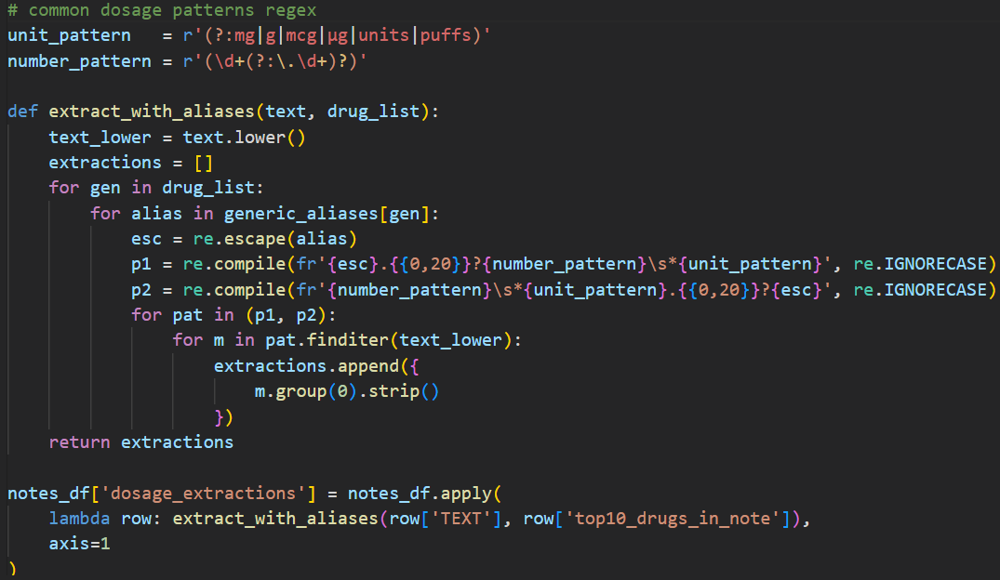 # common dosage patterns regex
unit_pattern   = r'(?:mg|g|mcg|µg|units|puffs)'
number_pattern = r'(\d+(?:\.\d+)?)'

def extract_with_aliases(text, drug_list):
    text_lower = text.lower()
    extractions = []
    for gen in drug_list:
        for alias in generic_aliases[gen]:
            esc = re.escape(alias)
            p1 = re.compile(fr'{esc}.{{0,20}}?{number_pattern}\s*{unit_pattern}', re.IGNORECASE)
            p2 = re.compile(fr'{number_pattern}\s*{unit_pattern}.{{0,20}}?{esc}', re.IGNORECASE)
            for pat in (p1, p2):
                for m in pat.finditer(text_lower):
                    extractions.append({
                        m.group(0).strip()
                    })
    return extractions

notes_df['dosage_extractions'] = notes_df.apply(
    lambda row: extract_with_aliases(row['TEXT'], row['top10_drugs_in_note']),
    axis=1
)